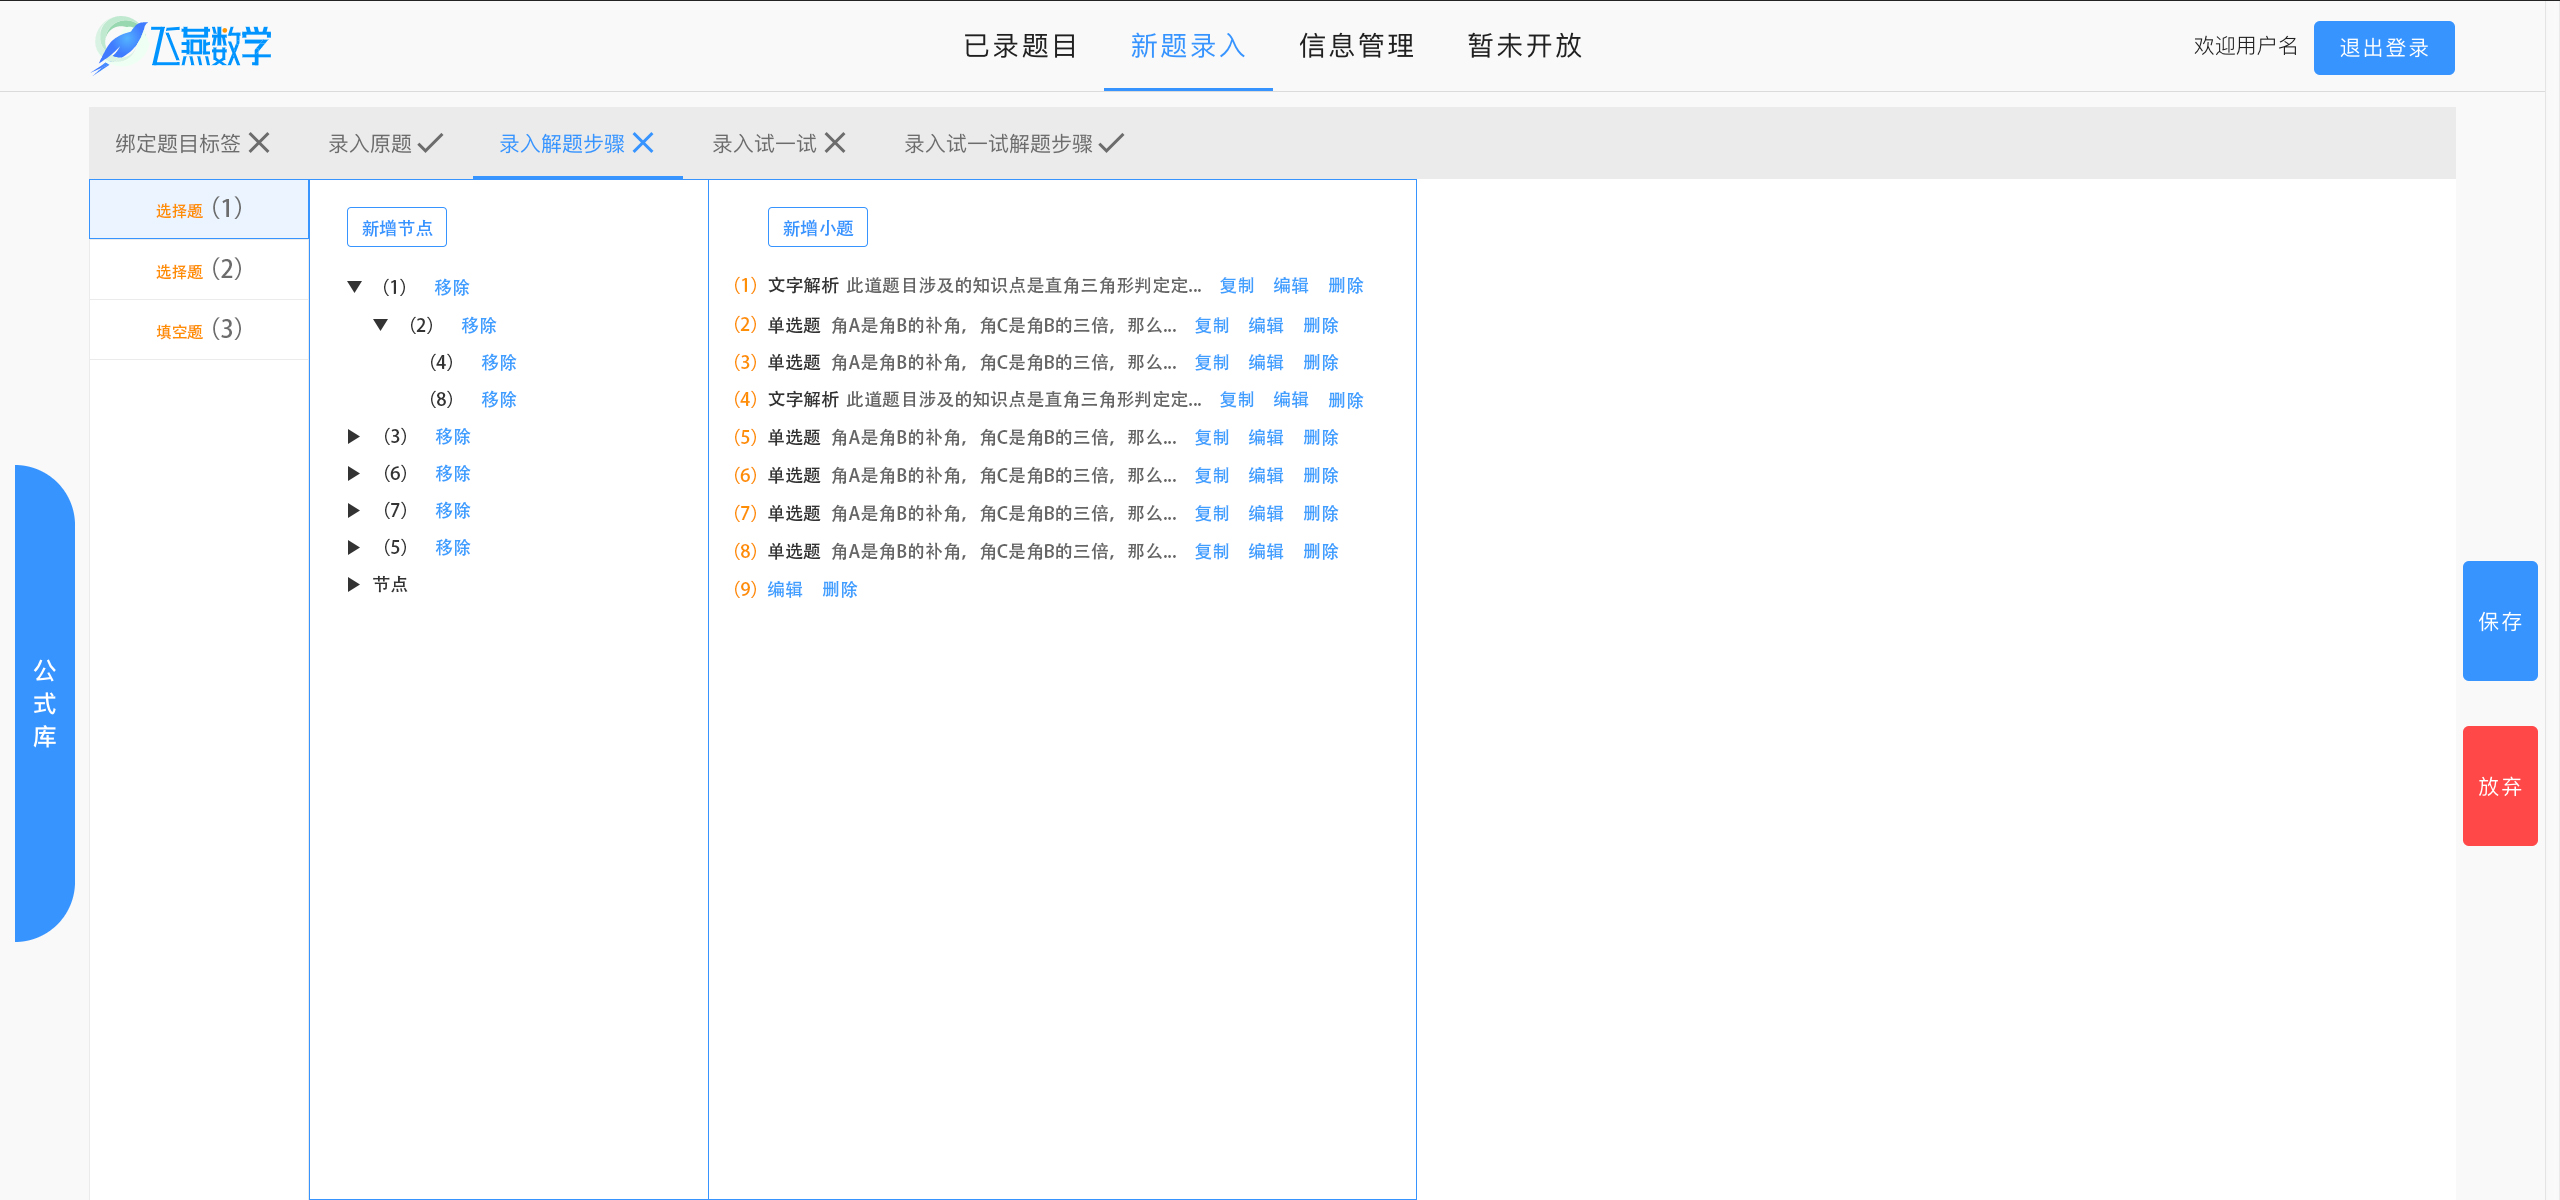 飞燕数学
已录题目 新题录入 信息管理 暂未开放
欢迎用户名 退出登录
绑定题目标签 录入原题 录入解题步骤 录入试一试 录入试一试解题步骤
选择题 (1)
选择题 (2)
填空题 (3)
新增节点
(1) 移除
(2) 移除
(4) 移除
(8) 移除
(3) 移除
(6) 移除
(7) 移除
(5) 移除
节点
新增小题
(1) 文字解析 此道题目涉及的知识点是直角三角形判定定... 复制 编辑 删除
(2) 单选题 角A是角B的补角，角C是角B的三倍，那么... 复制 编辑 删除
(3) 单选题 角A是角B的补角，角C是角B的三倍，那么... 复制 编辑 删除
(4) 文字解析 此道题目涉及的知识点是直角三角形判定定... 复制 编辑 删除
(5) 单选题 角A是角B的补角，角C是角B的三倍，那么... 复制 编辑 删除
(6) 单选题 角A是角B的补角，角C是角B的三倍，那么... 复制 编辑 删除
(7) 单选题 角A是角B的补角，角C是角B的三倍，那么... 复制 编辑 删除
(8) 单选题 角A是角B的补角，角C是角B的三倍，那么... 复制 编辑 删除
(9) 编辑 删除
公式库
保存
放弃